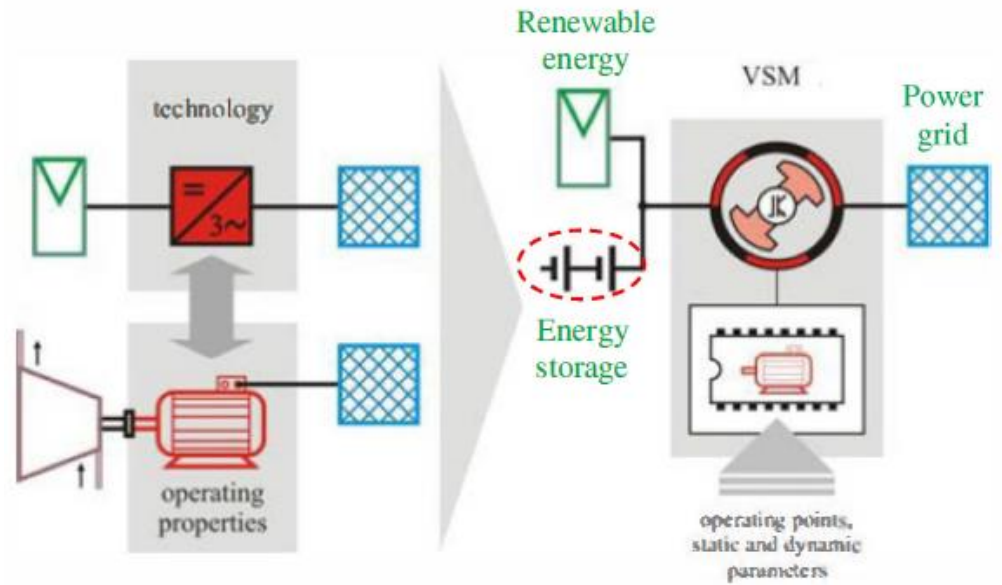 technology
=
3~
operating
properties
Renewable
energy
VSM
Power
grid
Energy
storage
operating points,
static and dynamic
parameters